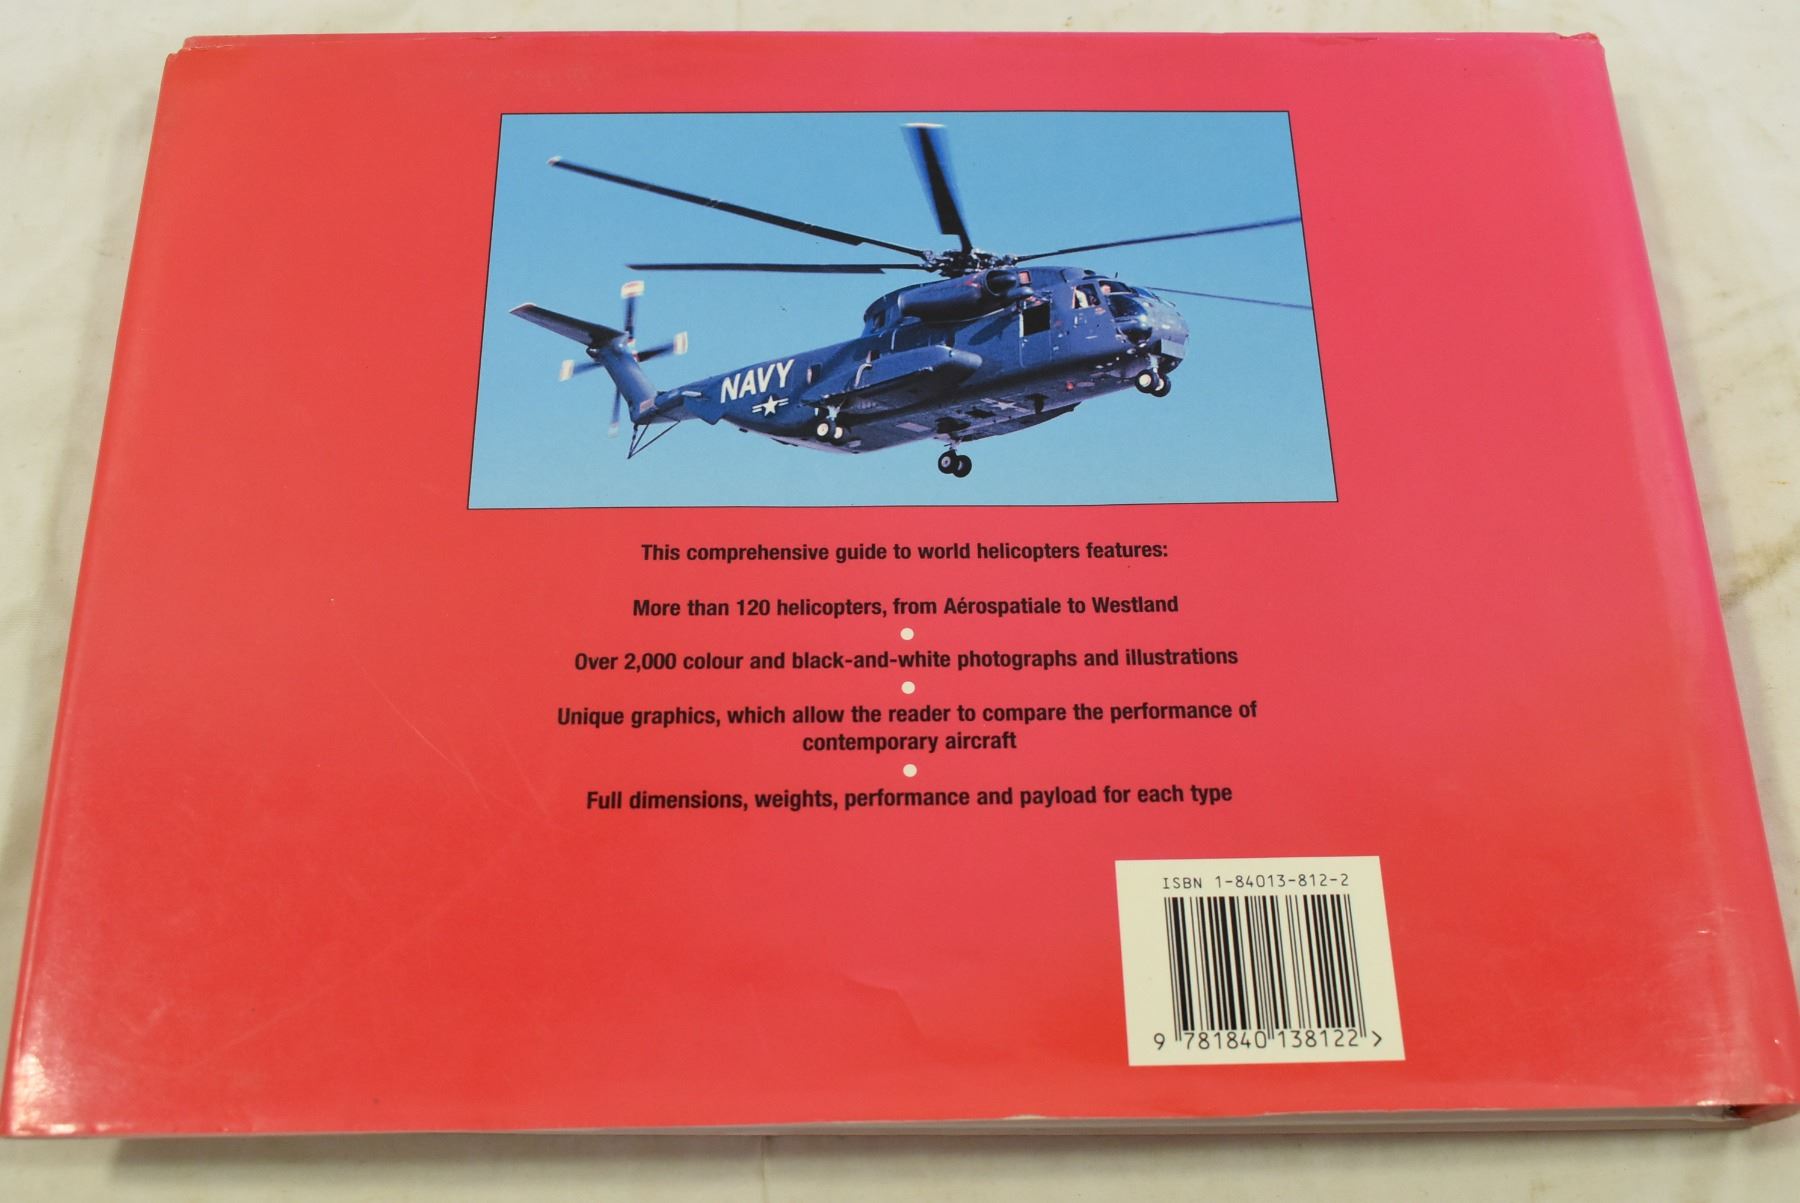 NAVY
This comprehensive guide to world helicopters features:
More than 120 helicopters, from Aérospatiale to Westland
Over 2,000 colour and black-and-white photographs and illustrations
Unique graphics, which allow the reader to compare the performance of
contemporary aircraft
Full dimensions, weights, performance and payload for each type
ISBN 1-84013-812-2
9 781840 138122 >